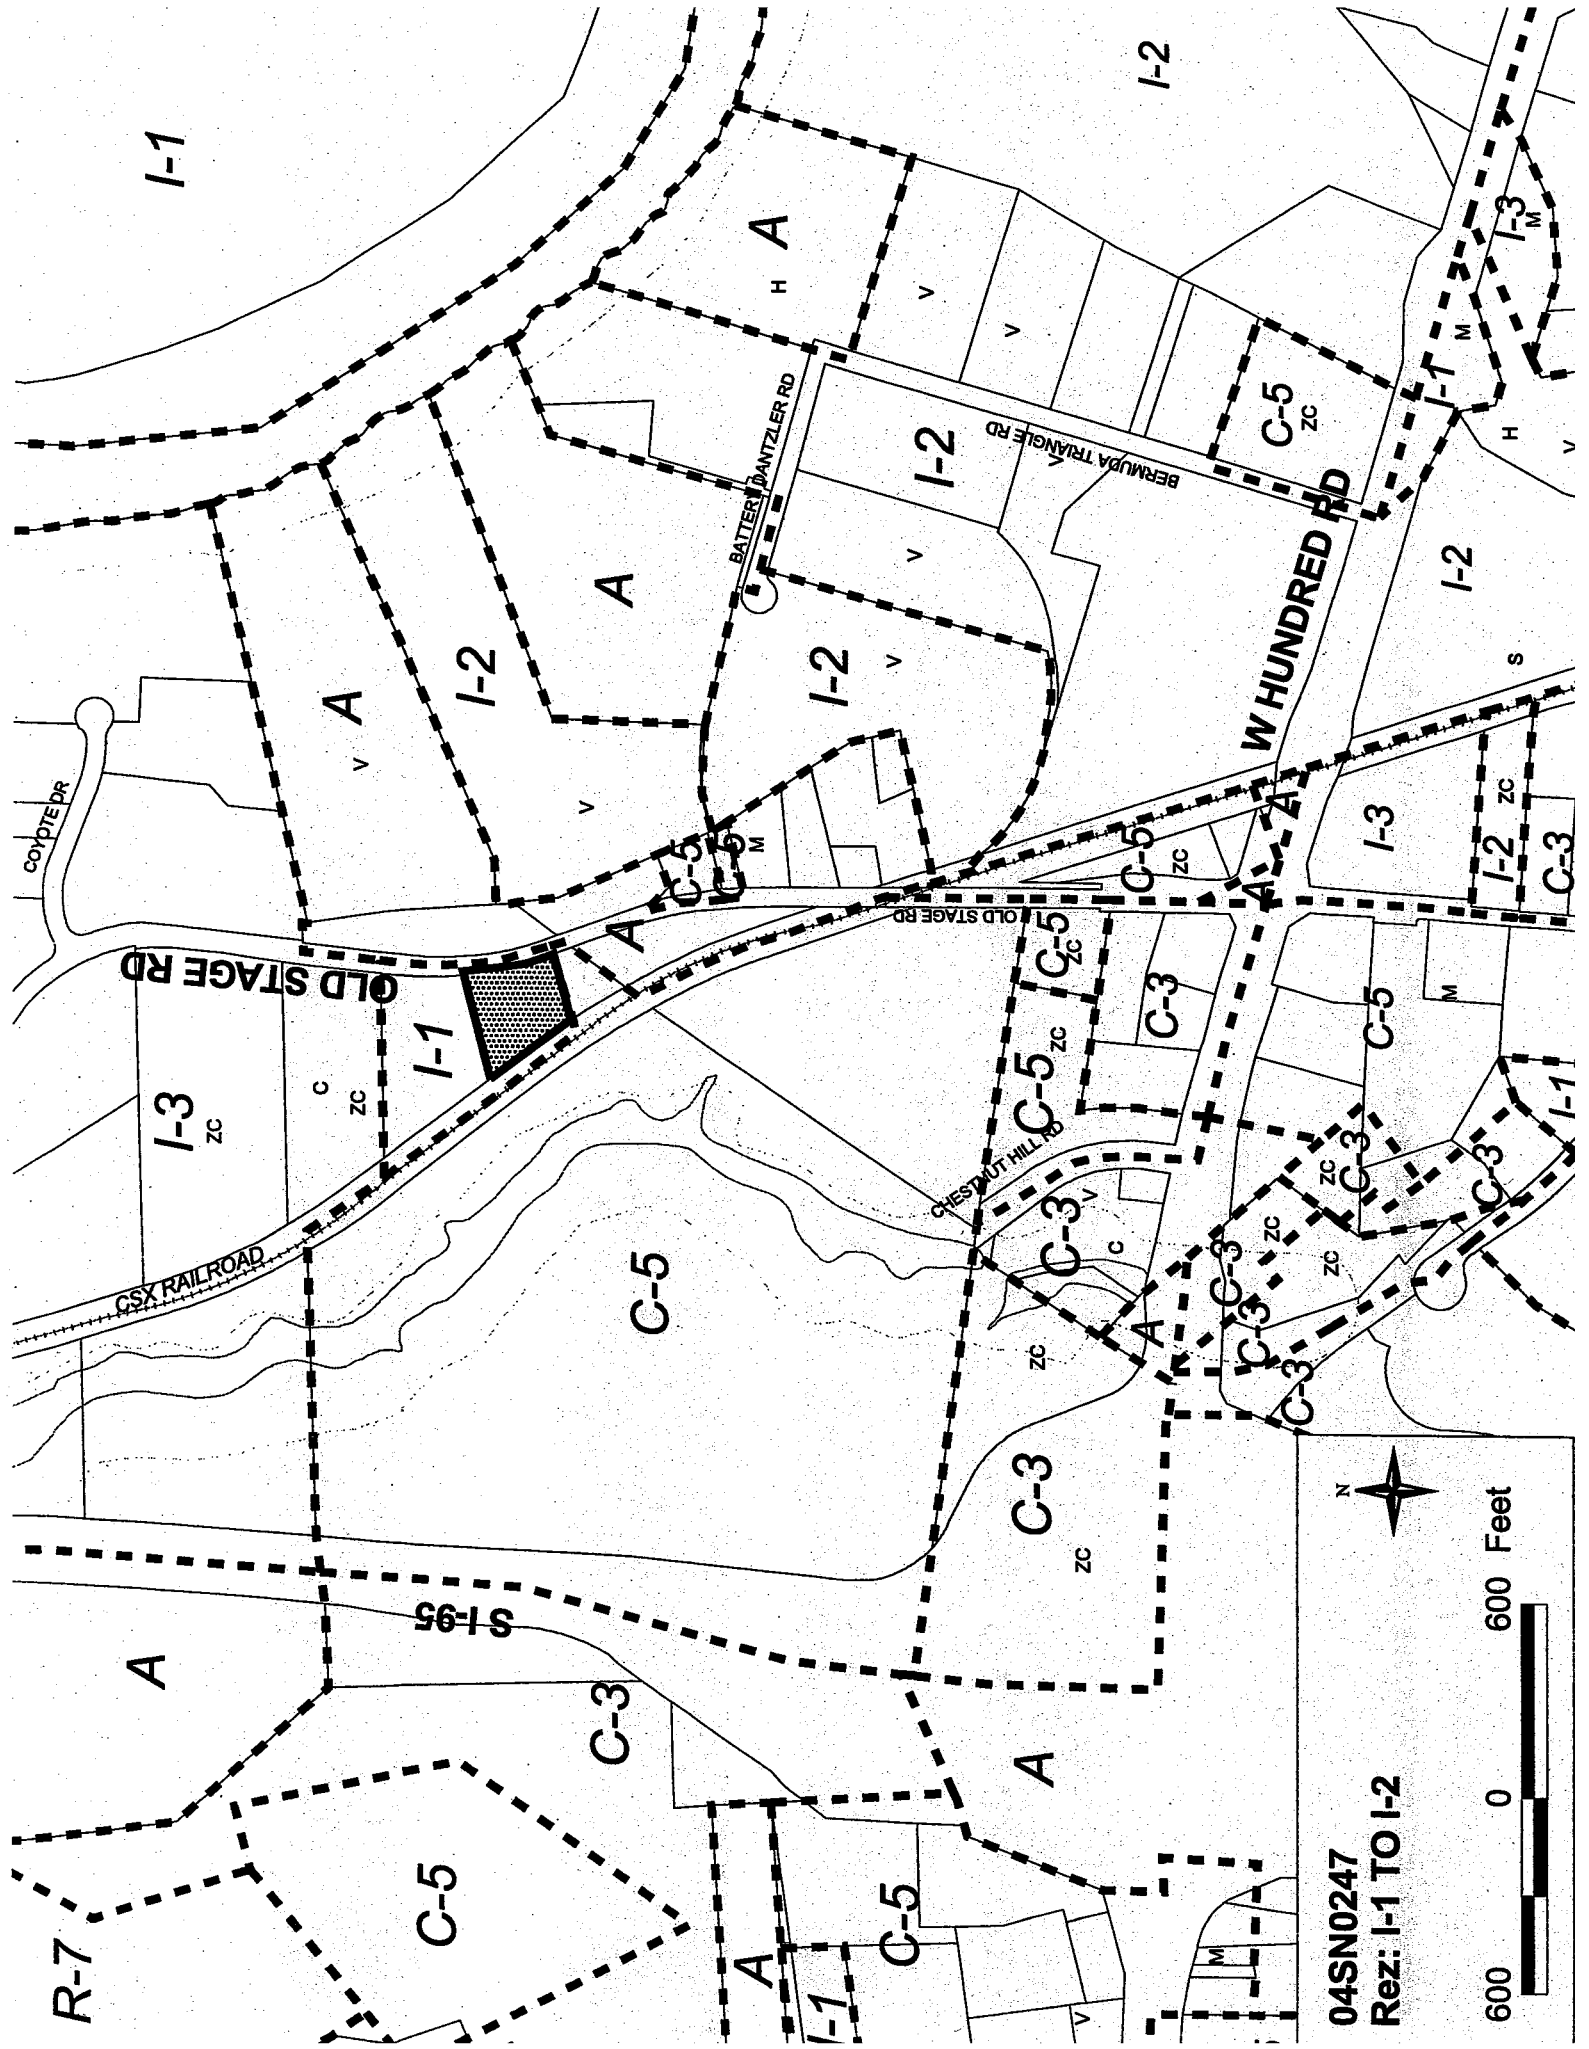 R-7
A
I-3
ZC
I-1
COYOTE DR
CSX RAILROAD
OLD STAGE RD
C
ZC
A
V
C-5
I-1
S I-95
I-2
V
C-3
A
A
C-5
C-5
C-5
M
A
BATTERY DANTZLER RD
A
H
I-1
I-2
V
C-5
V
I-2
V
OLD STAGE RD
V
CHESTNUT HILL RD
A
C-3
ZC
ZC
C-5
ZC
C-5
ZC
V
C-3
V
C
V
BERMUDA TRIANGLE RD
A
C-3
C-5
ZC
I-2
M
C-3
C-3
ZC
A
A
C-5
ZC
W HUNDRED RD
C-3
ZC
ZC
C-3
C-5
I-3
I-1
M
N
M
I-2
C-3
I-2
ZC
I-3
M
H
S
I-1
C-3
V
04SN0247
Rez: I-1 TO I-2
600 0 600 Feet